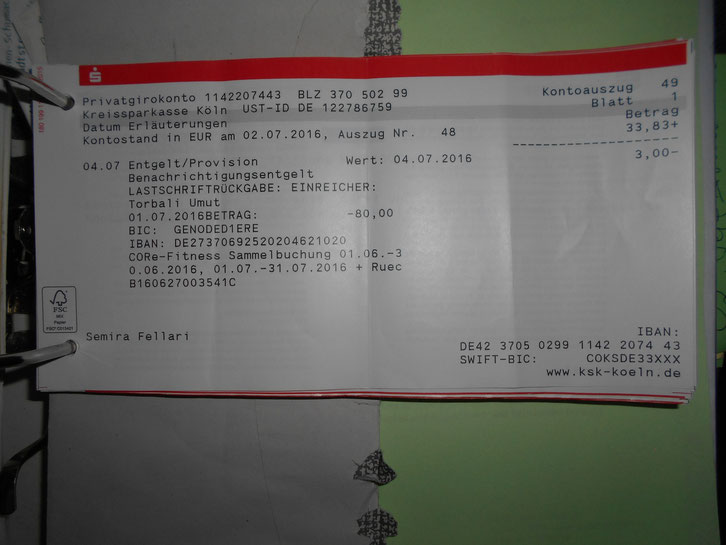 Privatgirokonto 1142207443 BLZ 370 502 99 Kontoauszug 49
Kreissparkasse Köln UST-ID DE 122786759 Blatt 1
Datum Erläuterungen Betrag
Kontostand in EUR am 02.07.2016, Auszug Nr. 48 33,83+
04.07 Entgelt/Provision Wert: 04.07.2016 3,00-
Benachrichtigungsentgelt
LASTSCHRIFTRÜCKGABE: EINREICHER:
Torbali Umut
01.07.2016BETRAG: -80,00
BIC: GENODED1ERE
IBAN: DE27370692520204621020
CORe-Fitness Sammelbuchung 01.06.-3
0.06.2016, 01.07.-31.07.2016 + Ruec
B160627003541C
FSC
Semira Fellari
IBAN:
DE42 3705 0299 1142 2074 43
SWIFT-BIC: COKSDE33XXX
www.ksk-koeln.de